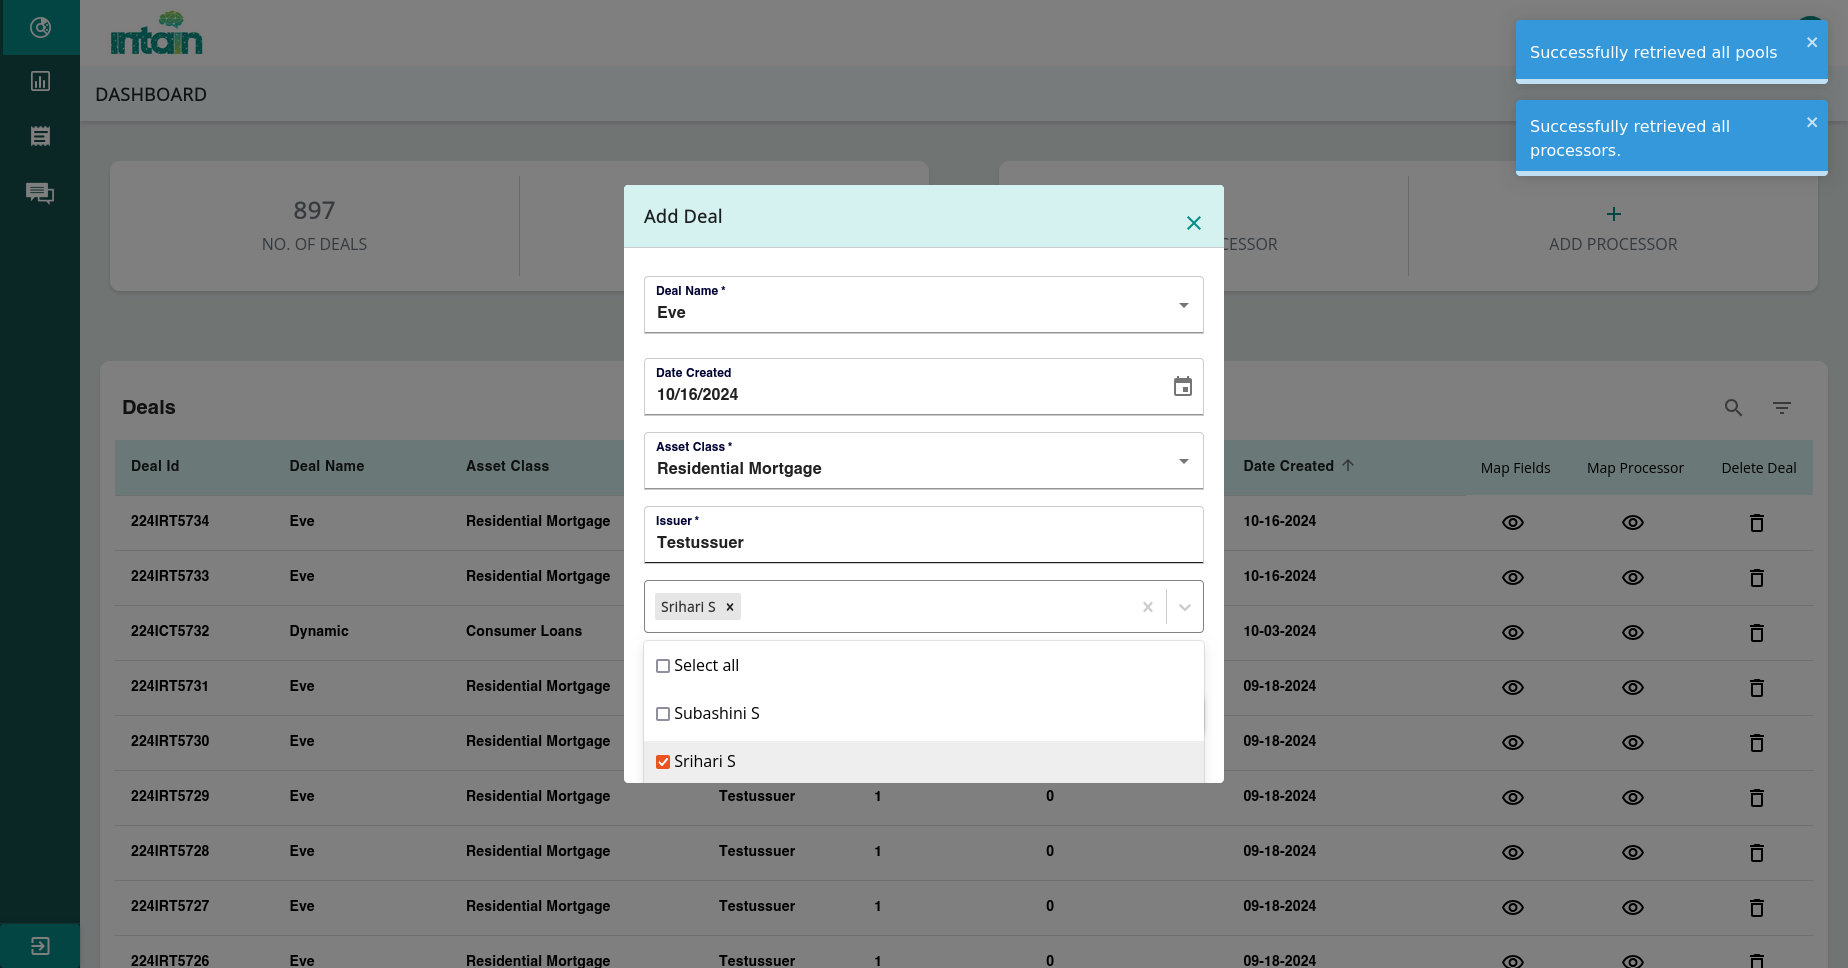 intain
Successfully retrieved all pools
DASHBOARD
Successfully retrieved all
processors.
897
NO. OF DEALS
CESSOR
ADD PROCESSOR
Add Deal
Deal Name *
Eve
Date Created
10/16/2024
Asset Class *
Residential Mortgage
Issuer *
Testussuer
Srihari S
Select all
Subashini S
Srihari S
Deals
Deal Id Deal Name Asset Class Date Created Map Fields Map Processor Delete Deal
224IRT5734 Eve Residential Mortgage 10-16-2024
224IRT5733 Eve Residential Mortgage 10-16-2024
224ICT5732 Dynamic Consumer Loans 10-03-2024
224IRT5731 Eve Residential Mortgage 09-18-2024
224IRT5730 Eve Residential Mortgage 09-18-2024
224IRT5729 Eve Residential Mortgage Testussuer 1 0 09-18-2024
224IRT5728 Eve Residential Mortgage Testussuer 1 0 09-18-2024
224IRT5727 Eve Residential Mortgage Testussuer 1 0 09-18-2024
224IRT5726 Eve Residential Mortgage Testussuer 1 0 09-18-2024